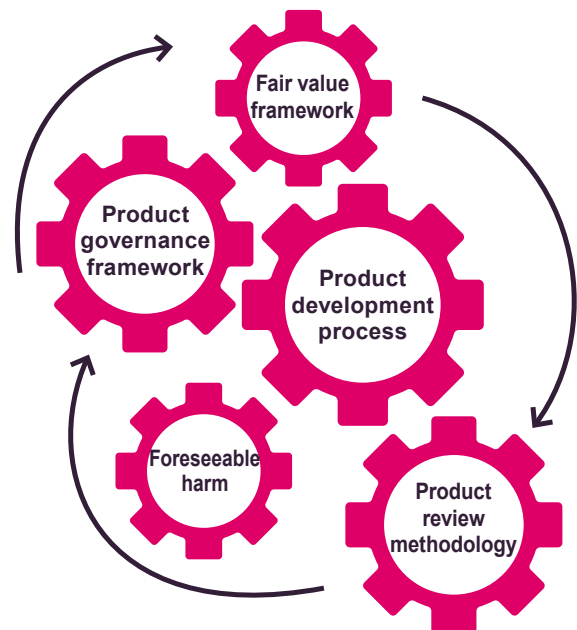 Fair value
framework
Product
governance
framework
Product
development
process
Foreseeable
harm
Product
review
methodology